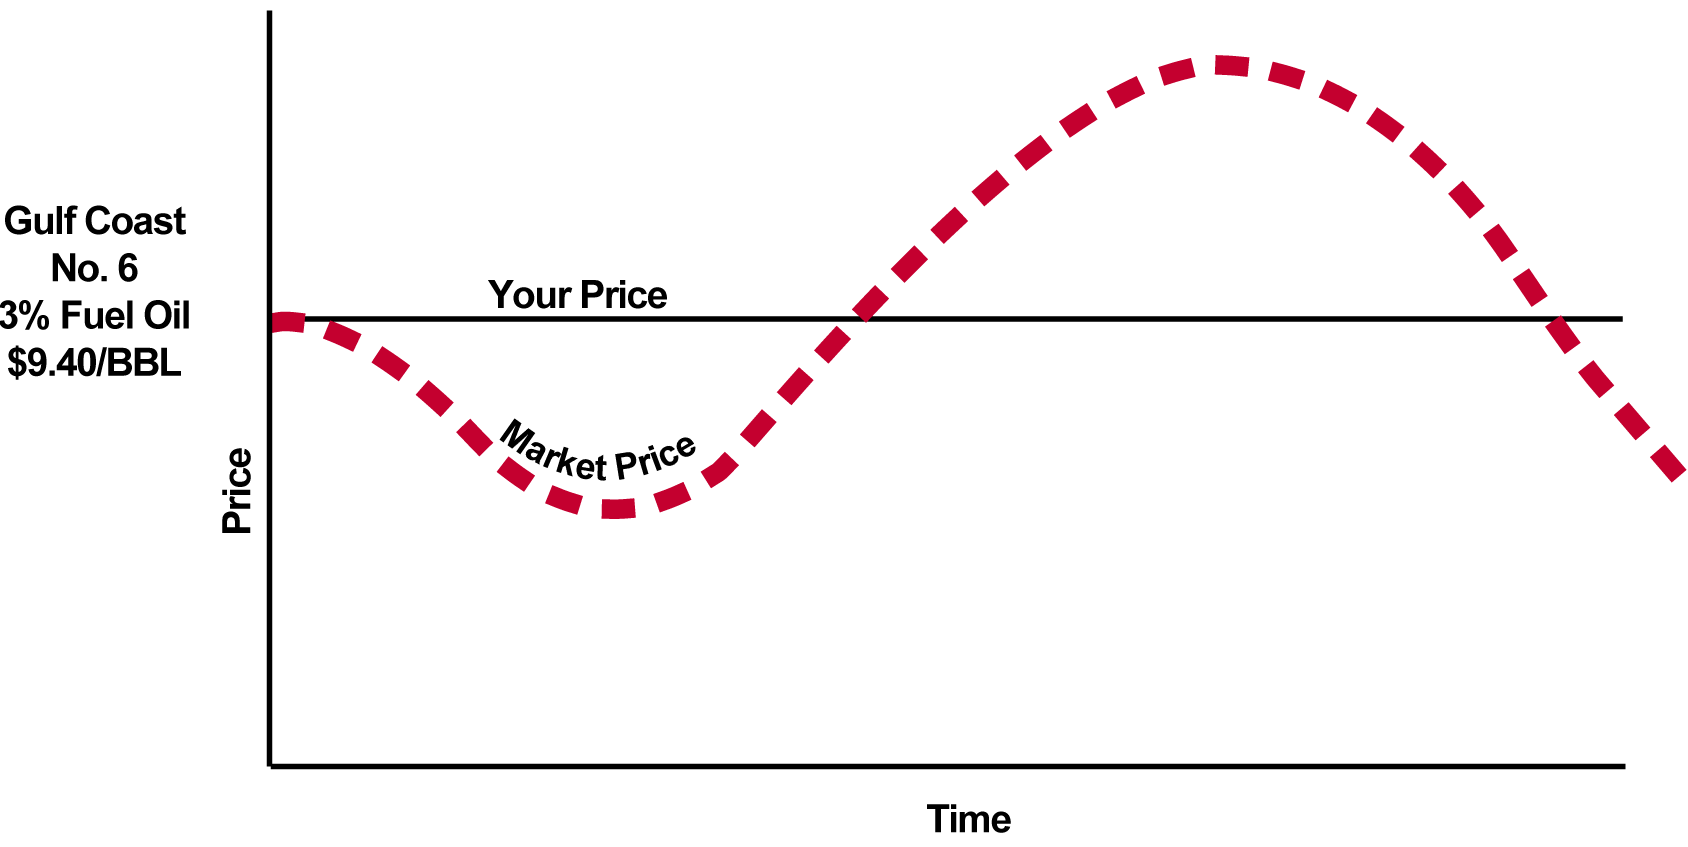 Gulf Coast
No. 6
3% Fuel Oil
$9.40/BBL
Your Price
Market Price
Price
Time